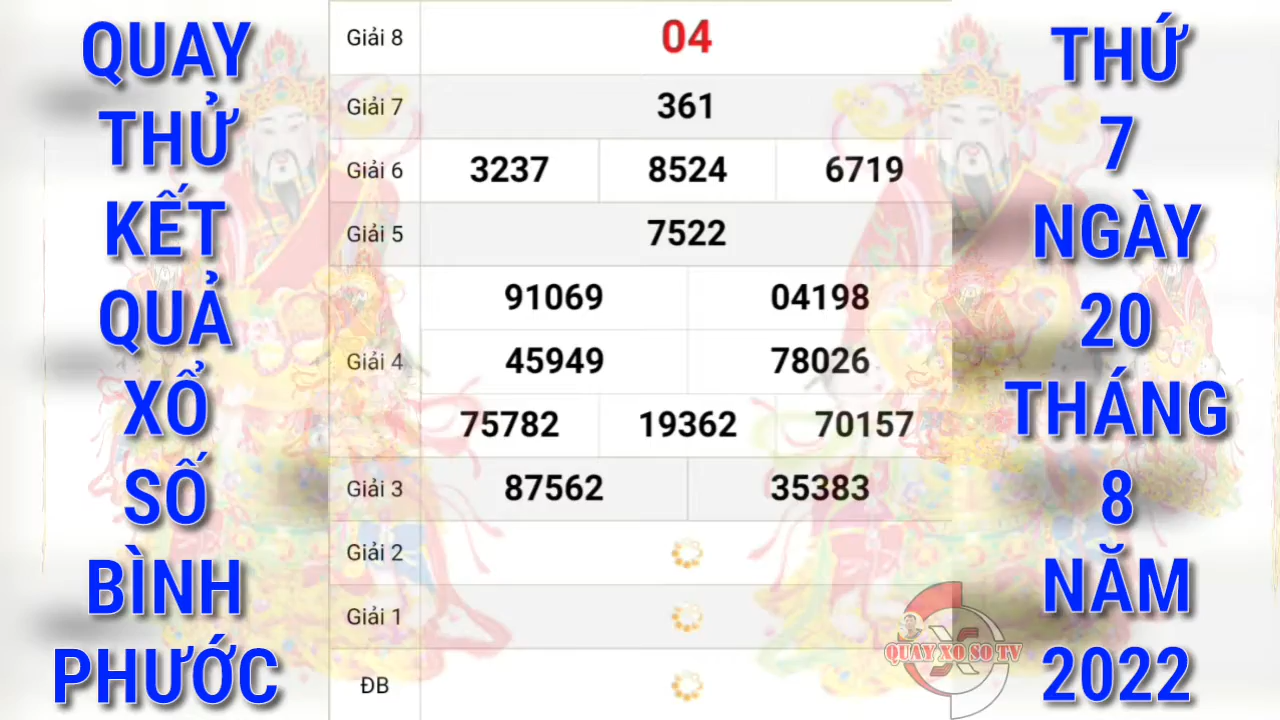 QUAY
THỬ
KẾT
QUẢ
XỔ
SỐ
BÌNH
PHƯỚC
Giải 8 04
Giải 7 361
Giải 6 3237 8524 6719
Giải 5 7522
91069 04198
Giải 4 45949 78026
75782 19362 70157
Giải 3 87562 35383
Giải 2
Giải 1
ĐB
QUAY XO SO TV
THỨ
7
NGÀY
20
THÁNG
8
NĂM
2022